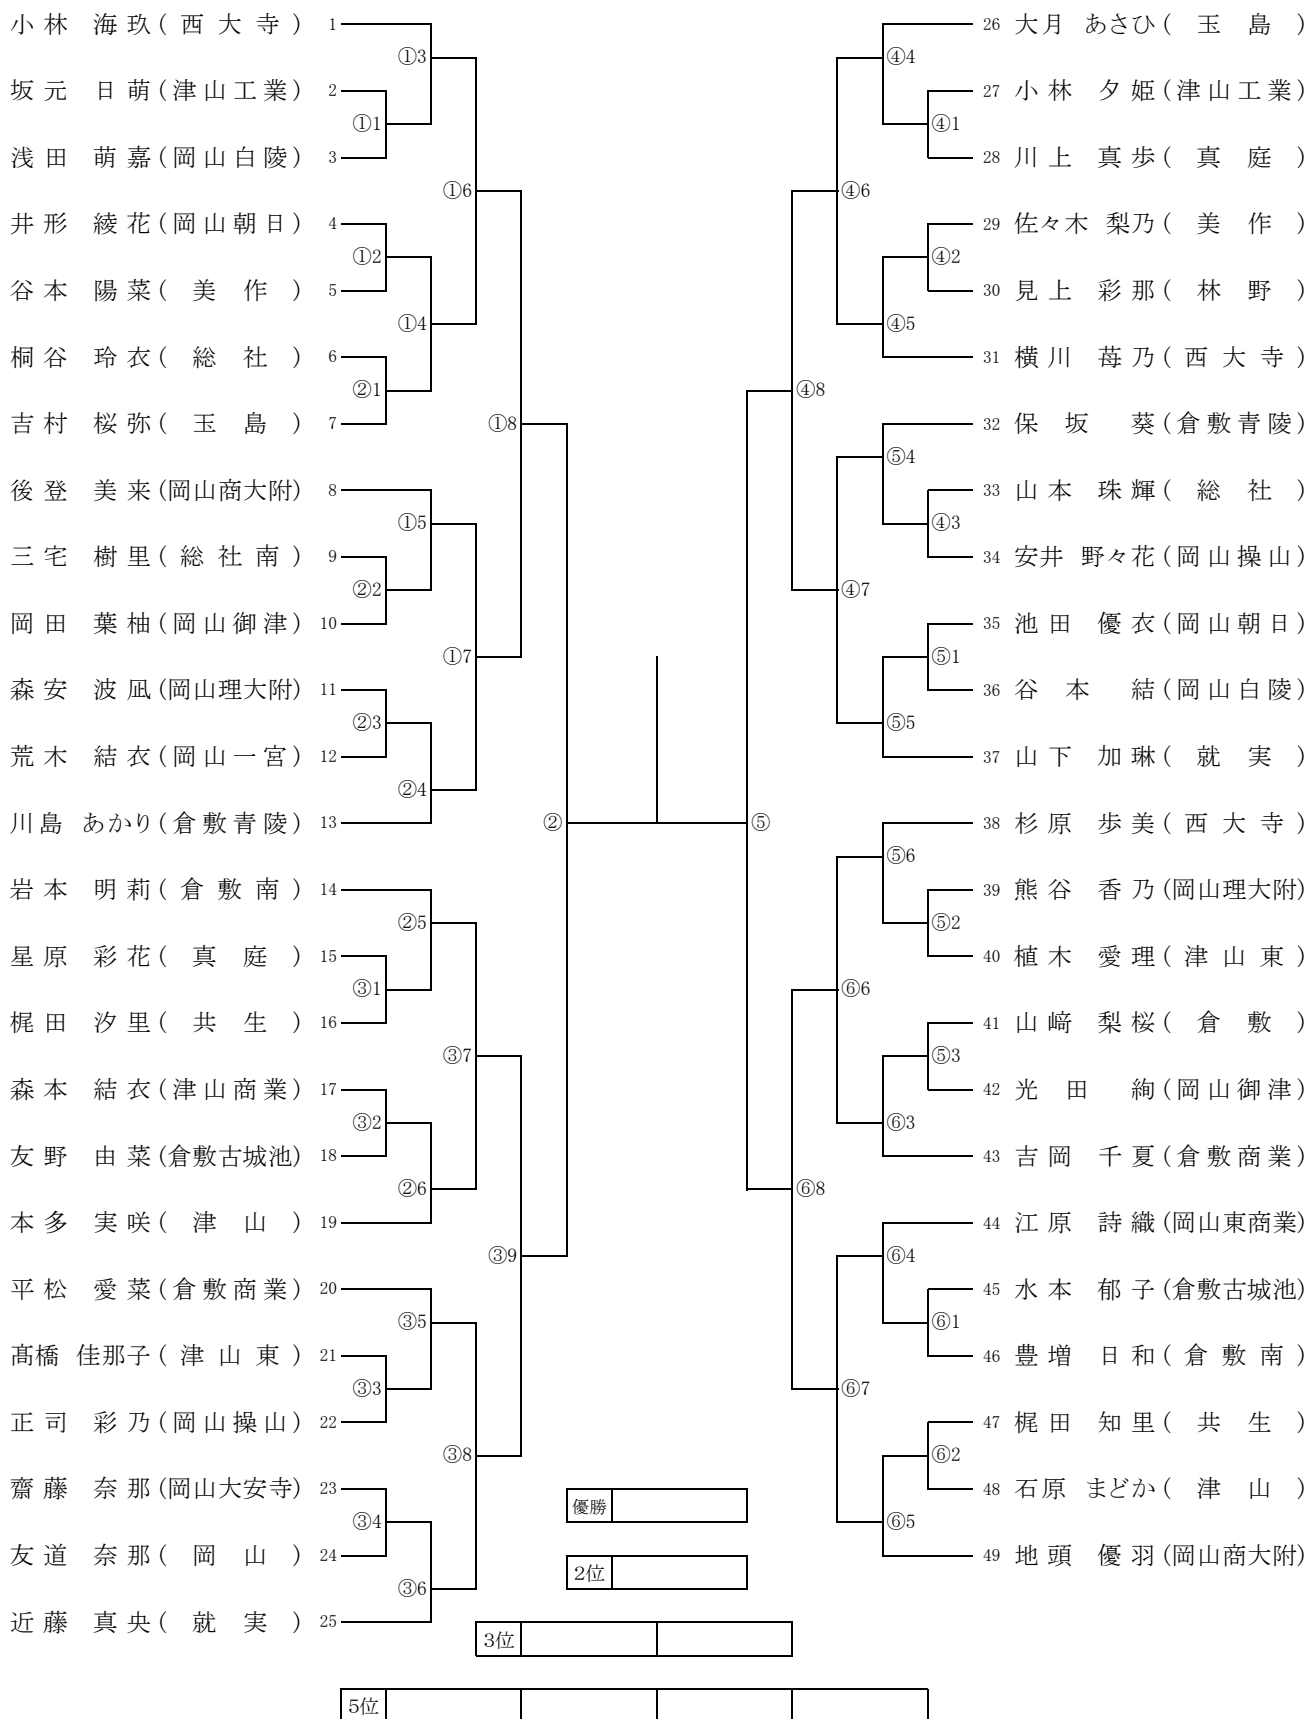 小林 海玖 (西大寺) 1
①3
坂元 日萌 (津山工業) 2
①1
浅田 萌嘉 (岡山白陵) 3
①6
井形 綾花 (岡山朝日) 4
①2
谷本 陽菜 (美作) 5
①4
桐谷 玲衣 (総社) 6
②1
吉村 桜弥 (玉島) 7
①8
後登 美来 (岡山商大附) 8
①5
三宅 樹里 (総社南) 9
②2
岡田 葉柚 (岡山御津) 10
①7
森安 波凪 (岡山理大附) 11
②3
荒木 結衣 (岡山一宮) 12
②4
川島 あかり (倉敷青陵) 13
②
岩本 明莉 (倉敷南) 14
②5
星原 彩花 (真庭) 15
③1
梶田 汐里 (共生) 16
③7
森本 結衣 (津山商業) 17
③2
友野 由菜 (倉敷古城池) 18
②6
本多 実咲 (津山) 19
③9
平松 愛菜 (倉敷商業) 20
③5
髙橋 佳那子 (津山東) 21
③3
正司 彩乃 (岡山操山) 22
③8
齋藤 奈那 (岡山大安寺) 23
③4
友道 奈那 (岡山) 24
③6
近藤 真央 (就実) 25
26 大月 あさひ (玉島)
④4
27 小林 夕姫 (津山工業)
④1
28 川上 真歩 (真庭)
④6
29 佐々木 梨乃 (美作)
④2
30 見上 彩那 (林野)
④5
31 横川 苺乃 (西大寺)
④8
32 保坂 葵 (倉敷青陵)
⑤4
33 山本 珠輝 (総社)
④3
34 安井 野々花 (岡山操山)
④7
35 池田 優衣 (岡山朝日)
⑤1
36 谷本 結 (岡山白陵)
⑤5
37 山下 加琳 (就実)
⑤
38 杉原 歩美 (西大寺)
⑤6
39 熊谷 香乃 (岡山理大附)
⑤2
40 植木 愛理 (津山東)
⑥6
41 山﨑 梨桜 (倉敷)
⑤3
42 光田 絢 (岡山御津)
⑥3
43 吉岡 千夏 (倉敷商業)
⑥8
44 江原 詩織 (岡山東商業)
⑥4
45 水本 郁子 (倉敷古城池)
⑥1
46 豊増 日和 (倉敷南)
⑥7
47 梶田 知里 (共生)
⑥2
48 石原 まどか (津山)
⑥5
49 地頭 優羽 (岡山商大附)
優勝
2位
3位
5位